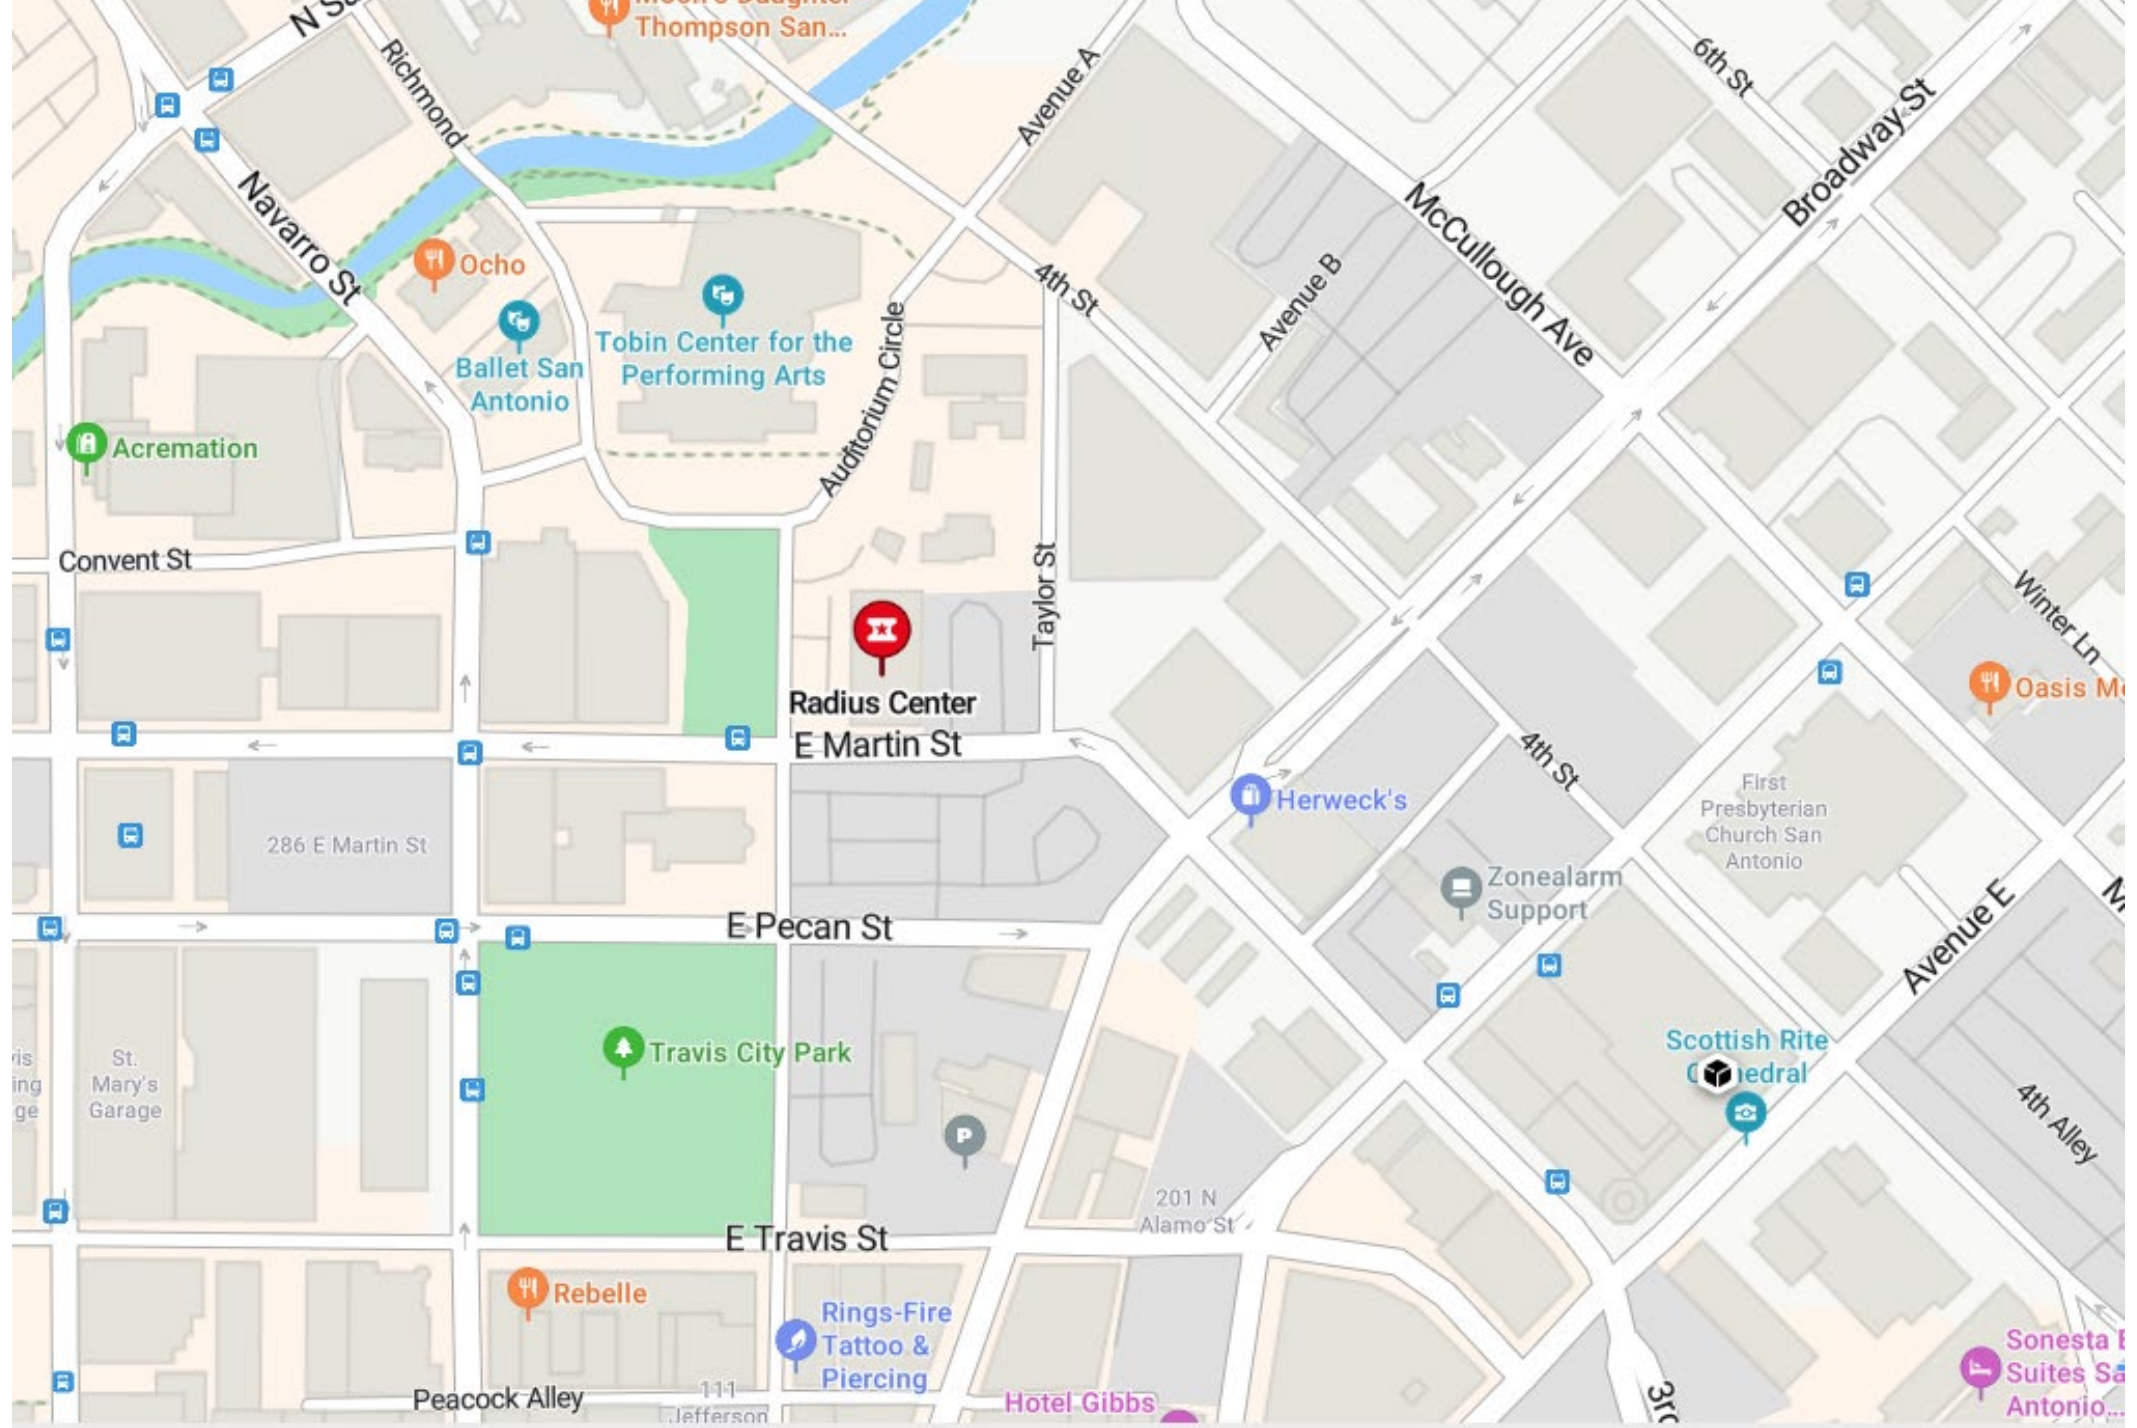 Thompson San...
N S
Richmond
Avenue A
6th St
Broadway St
Navarro St
McCullough Ave
Ocho
4th St
Avenue B
Tobin Center for the
Performing Arts
Ballet San
Antonio
Auditorium Circle
Acremation
Convent St
Taylor St
Winter Ln
Radius Center
Oasis M
E Martin St
4th St
Herweck's
First
Presbyterian
Church San
Antonio
286 E Martin St
Zonealarm
Support
M
E Pecan St
Avenue E
Travis City Park
Scottish Rite
St.
Mary's
Garage
vis
ing
ge
4th Alley
P
201 N
Alamo St
E Travis St
Rebelle
Rings-Fire
Tattoo &
Piercing
Sonesta E
Suites Sa
Antonio...
Peacock Alley
111
Jefferson
Hotel Gibbs
3rd